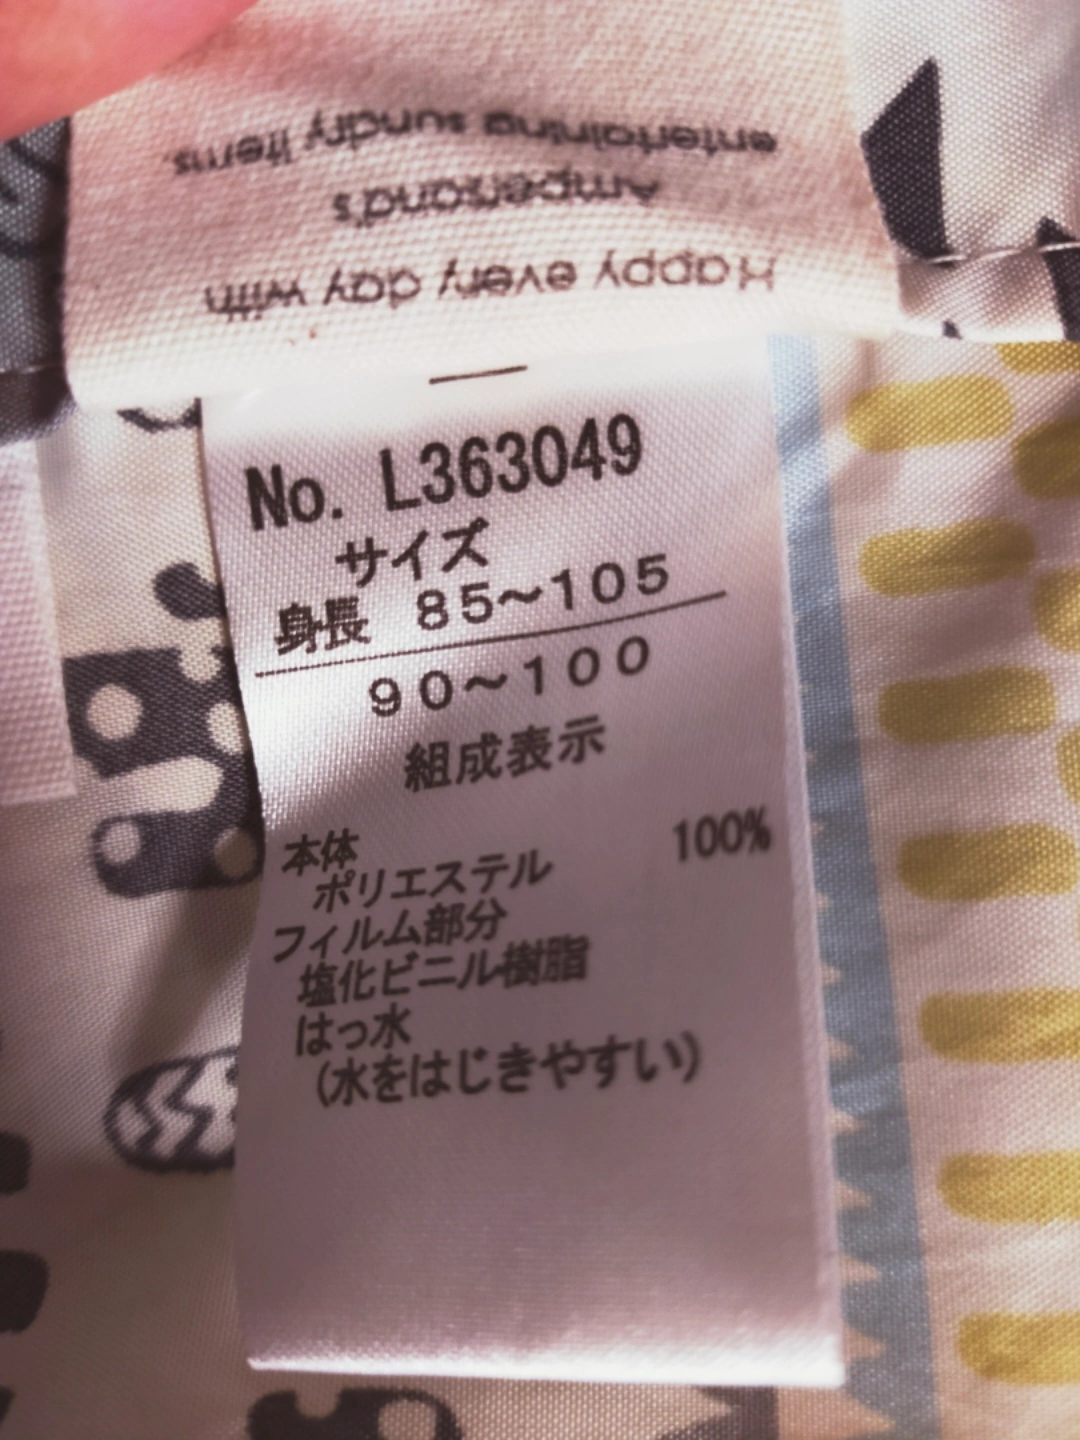 Happy every day with
Ampersand's
entertaining sundry items.
No. L363049
サイズ
身長 85～105
90～100
組成表示
本体
ポリエステル 100%
フィルム部分
塩化ビニル樹脂
はっ水
(水をはじきやすい)